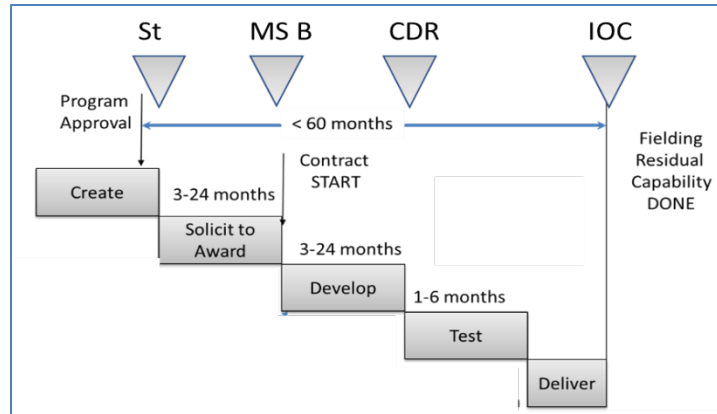 St
MS B
CDR
IOC
Program
Approval
< 60 months
Contract
START
Fielding
Residual
Capability
DONE
Create
3-24 months
Solicit to
Award
3-24 months
Develop
1-6 months
Test
Deliver